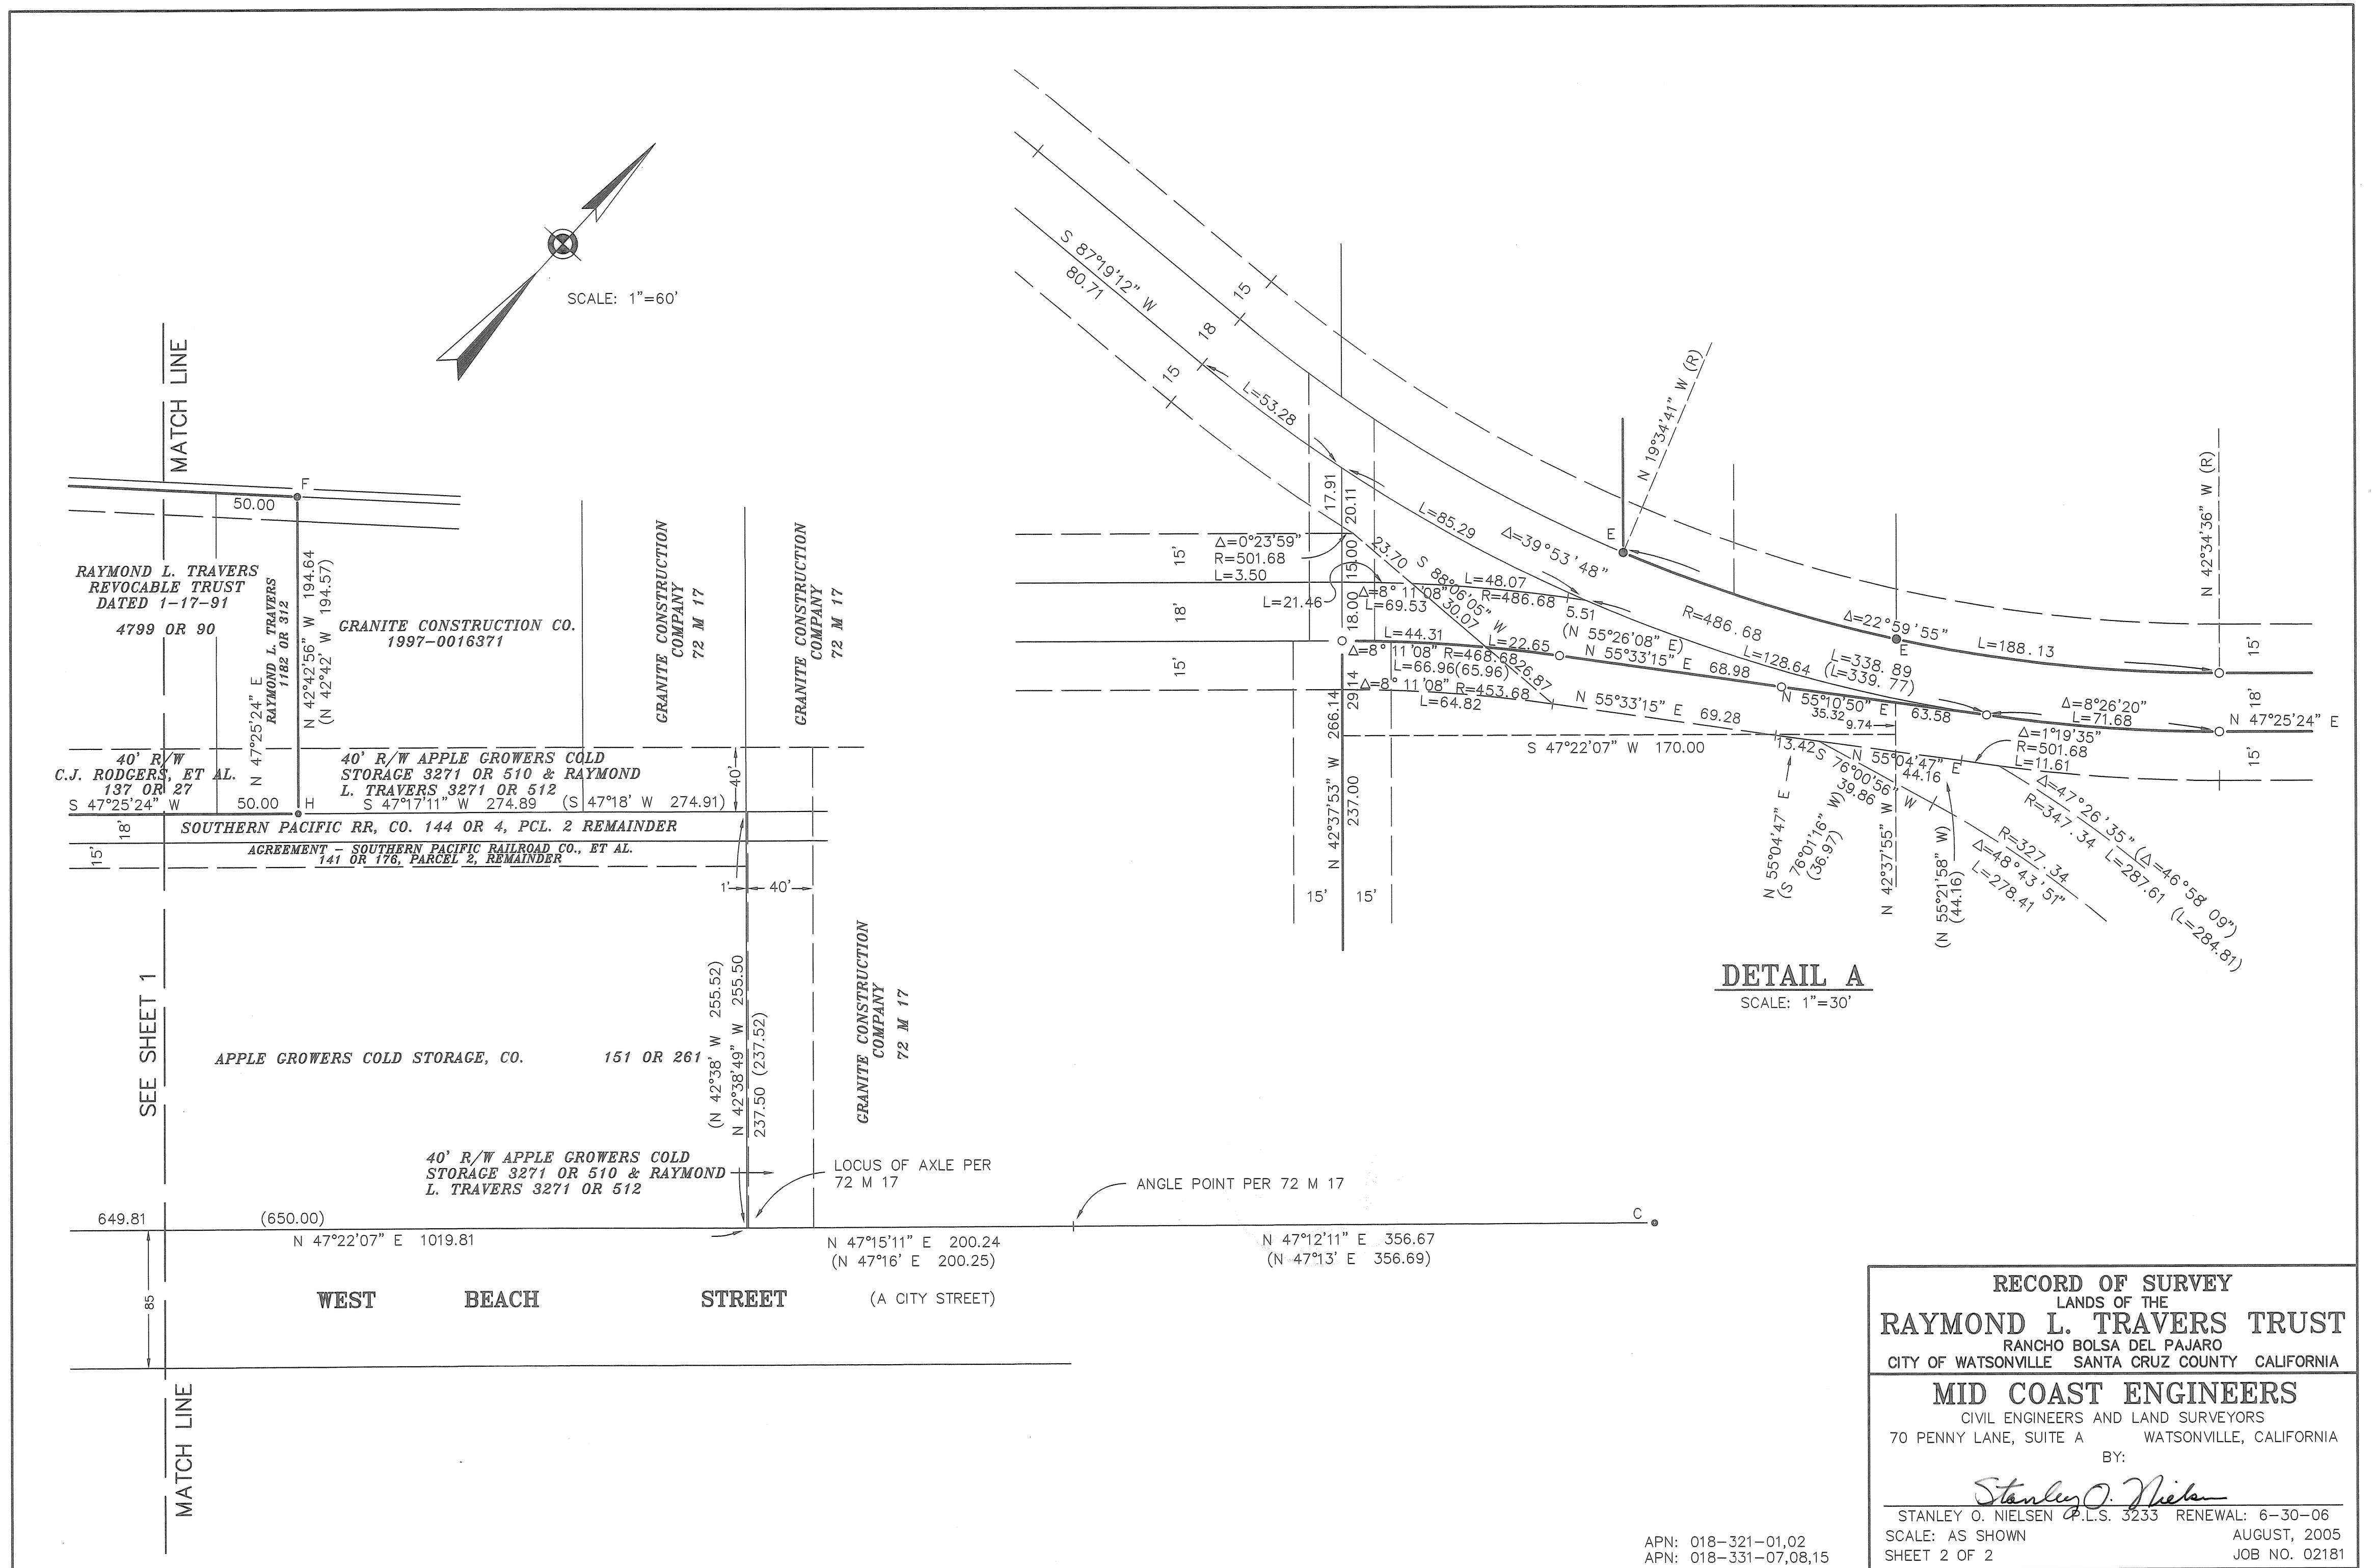 SCALE: 1"=60'
MATCH LINE
F
50.00
RAYMOND L. TRAVERS
REVOCABLE TRUST
DATED 1-17-91
4799 OR 90
N 47°25'24" E
RAYMOND L. TRAVERS
1182 OR 312
N 42°42'56" W 194.64
(N 42°42' W 194.57)
GRANITE CONSTRUCTION CO.
1997-0016371
GRANITE CONSTRUCTION
COMPANY
72 M 17
GRANITE CONSTRUCTION
COMPANY
72 M 17
40' R/W
C.J. RODGERS, ET AL.
137 OR 27
S 47°25'24" W
50.00
H
40' R/W APPLE GROWERS COLD
STORAGE 3271 OR 510 & RAYMOND
L. TRAVERS 3271 OR 512
S 47°17'11" W 274.89 (S 47°18' W 274.91)
40'
18'
SOUTHERN PACIFIC RR, CO. 144 OR 4, PCL. 2 REMAINDER
15'
AGREEMENT - SOUTHERN PACIFIC RAILROAD CO., ET AL.
141 OR 176, PARCEL 2, REMAINDER
1'
40'
SEE SHEET 1
(N 42°38' W 255.52)
N 42°38'49" W 255.50
237.50 (237.52)
GRANITE CONSTRUCTION
COMPANY
72 M 17
APPLE GROWERS COLD STORAGE, CO. 151 OR 261
40' R/W APPLE GROWERS COLD
STORAGE 3271 OR 510 & RAYMOND
L. TRAVERS 3271 OR 512
LOCUS OF AXLE PER
72 M 17
ANGLE POINT PER 72 M 17
C
649.81
(650.00)
N 47°22'07" E 1019.81
N 47°15'11" E 200.24
(N 47°16' E 200.25)
N 47°12'11" E 356.67
(N 47°13' E 356.69)
85
WEST BEACH STREET (A CITY STREET)
MATCH LINE
S 87°19'12" W
80.71
15
18
15
L=53.28
17.91
20.11
15.00
18.00
L=85.29
Δ=39°53'48"
E
N 19°34'41" W (R)
N 42°34'36" W (R)
Δ=0°23'59"
R=501.68
L=3.50
15'
18'
15'
L=21.46
23.70
S 88°06'05" W
30.07
26.87
L=48.07
Δ=8°11'08" R=486.68
L=69.53
5.51
(N 55°26'08" E)
L=44.31
L=22.65
Δ=8°11'08" R=468.68
L=66.96(65.96)
Δ=8°11'08" R=453.68
L=64.82
N 55°33'15" E 68.98
N 55°33'15" E 69.28
R=486.68
L=128.64
Δ=22°59'55"
E
L=188.13
L=338.89
(L=339.77)
N 55°10'50" E
35.32
9.74
63.58
Δ=8°26'20"
L=71.68
N 47°25'24" E
15'
18'
15'
Δ=1°19'35"
R=501.68
L=11.61
266.14
29.14
N 42°37'53" W
237.00
15'
15'
S 47°22'07" W 170.00
13.42
N 55°04'47" E
44.16
S 76°00'56" W
39.86
N 55°04'47" E
(S 76°01'16" W)
(36.97)
N 42°37'55" W
(N 55°21'58" W)
(44.16)
Δ=47°26'35" (Δ=46°58'09")
R=347.34 L=287.61 (L=284.81)
R=327.34
Δ=48°43'51"
L=278.41
DETAIL A
SCALE: 1"=30'
RECORD OF SURVEY
LANDS OF THE
RAYMOND L. TRAVERS TRUST
RANCHO BOLSA DEL PAJARO
CITY OF WATSONVILLE SANTA CRUZ COUNTY CALIFORNIA
MID COAST ENGINEERS
CIVIL ENGINEERS AND LAND SURVEYORS
70 PENNY LANE, SUITE A WATSONVILLE, CALIFORNIA
BY:
Stanley O. Nielsen
STANLEY O. NIELSEN P.L.S. 3233 RENEWAL: 6-30-06
SCALE: AS SHOWN AUGUST, 2005
SHEET 2 OF 2 JOB NO. 02181
APN: 018-321-01,02
APN: 018-331-07,08,15